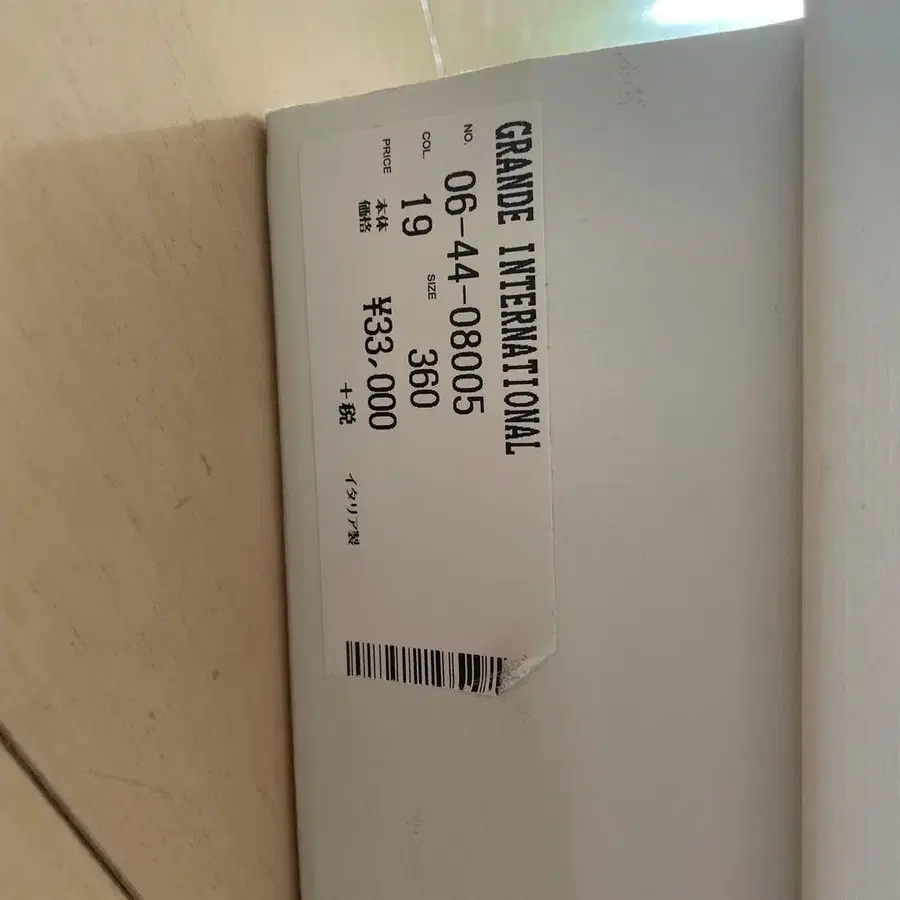 GRANDE INTERNATIONAL
NO. 06-44-08005
COL. 19 SIZE 360
PRICE 本体価格 ¥33,000
+税
イタリア製